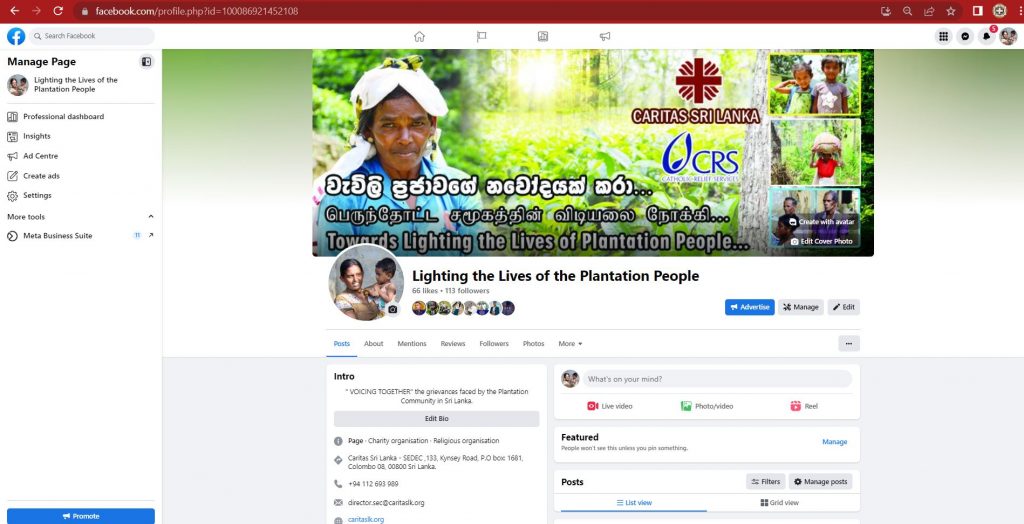 facebook.com/profile.php?id=100086921452108
Search Facebook
5
Manage Page
Lighting the Lives of the
Plantation People
Professional dashboard
Insights
Ad Centre
Create ads
Settings
More tools
Meta Business Suite
11
Promote
CARITAS SRI LANKA
CRS
CATHOLIC RELIEF SERVICES
වැවිලි ප්‍රජාවගේ නවෝදයක් කරා...
பெருந்தோட்ட சமூகத்தின் விடியலை நோக்கி...
Towards Lighting the Lives of Plantation People...
Create with avatar
Edit Cover Photo
Lighting the Lives of the Plantation People
66 likes • 113 followers
Advertise
Manage
Edit
Posts About Mentions Reviews Followers Photos More
Intro
" VOICING TOGETHER" the grievances faced by the Plantation
Community in Sri Lanka.
Edit Bio
Page · Charity organisation · Religious organisation
Caritas Sri Lanka - SEDEC ,133, Kynsey Road, P.O box: 1681,
Colombo 08, 00800 Sri Lanka.
+94 112 693 989
director.sec@caritaslk.org
caritaslk.org
What's on your mind?
Live video Photo/video Reel
Featured
People won't see this unless you pin something.
Manage
Posts
Filters
Manage posts
List view Grid view